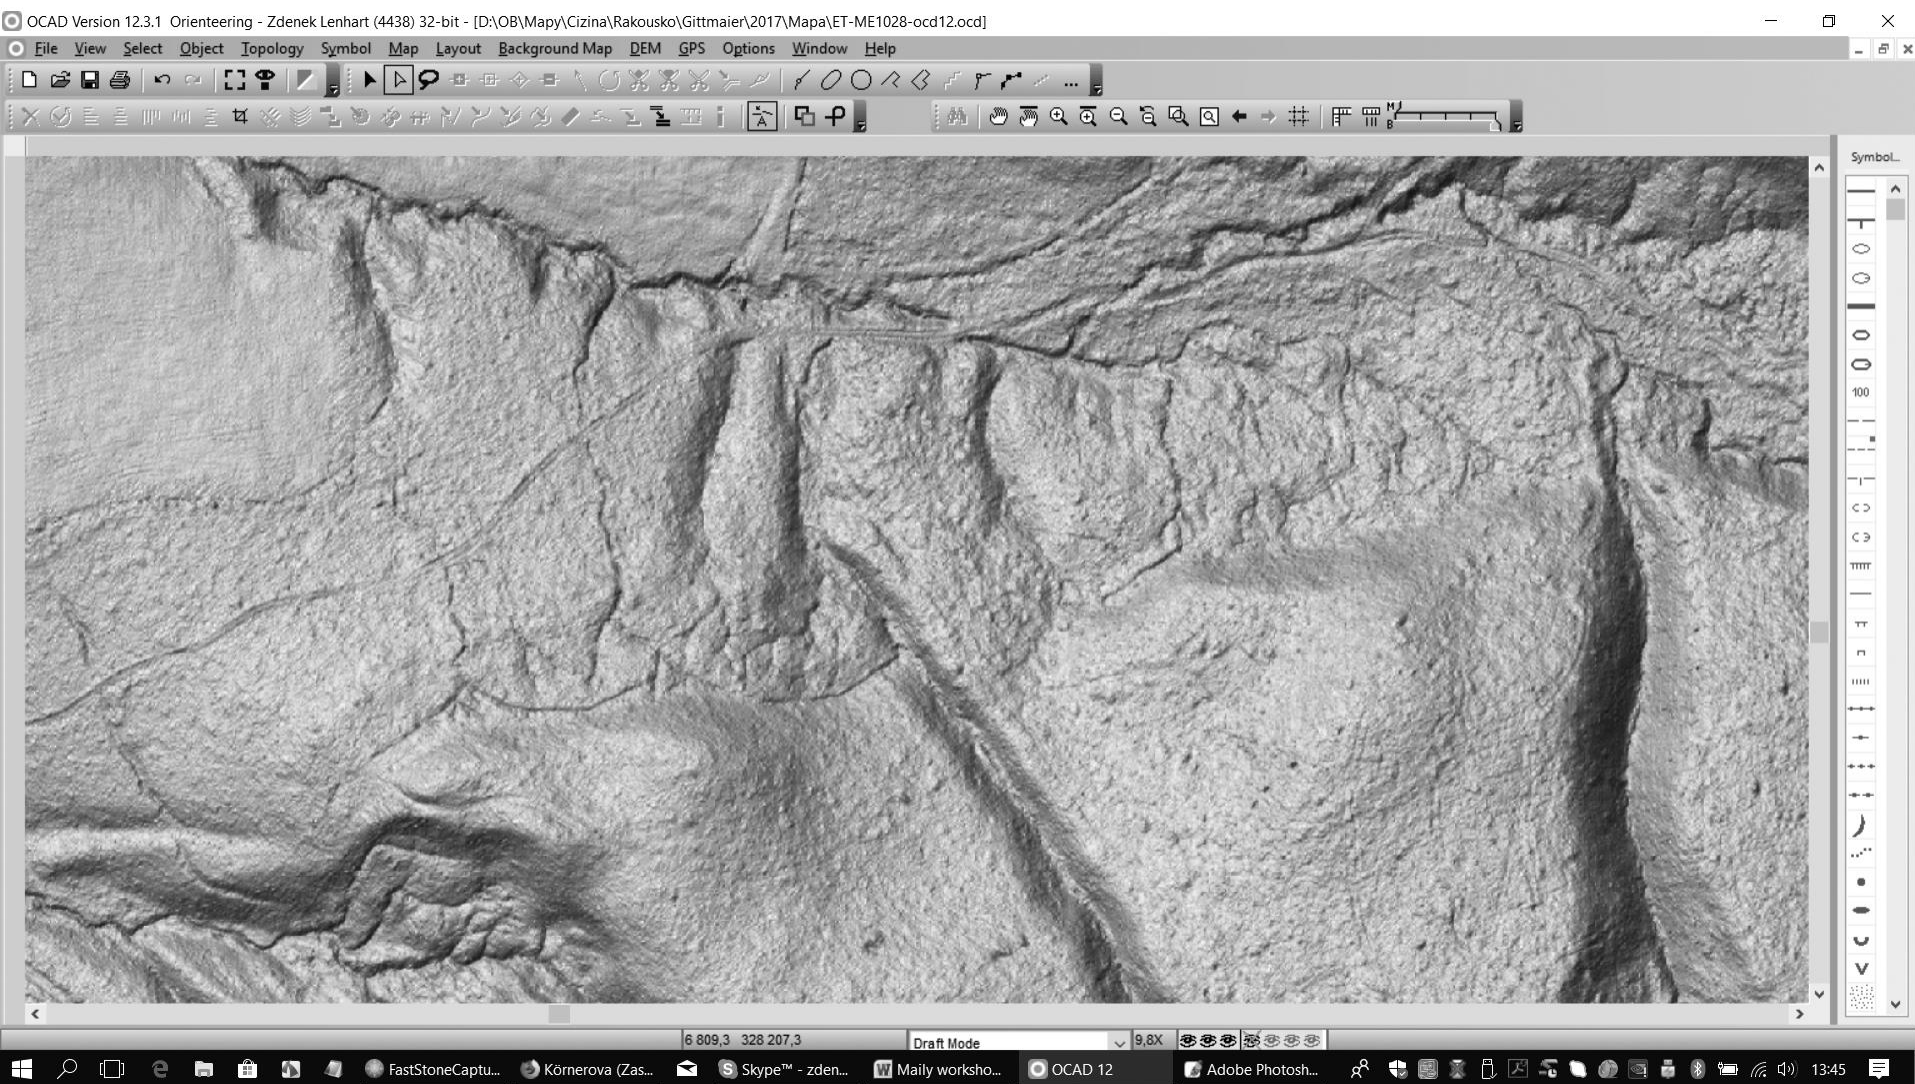 OCAD Version 12.3.1 Orienteering - Zdenek Lenhart (4438) 32-bit - [D:\OB\Mapy\Cizina\Rakousko\Gittmaier\2017\Mapa\ET-ME1028-ocd12.ocd]
File View Select Object Topology Symbol Map Layout Background Map DEM GPS Options Window Help
M
B
Symbol...
100
6 809,3 328 207,3 Draft Mode 9,8X
FastStoneCaptu... Körnerova (Zas... Skype™ - zden... Maily worksho... OCAD 12 Adobe Photosh... 13:45